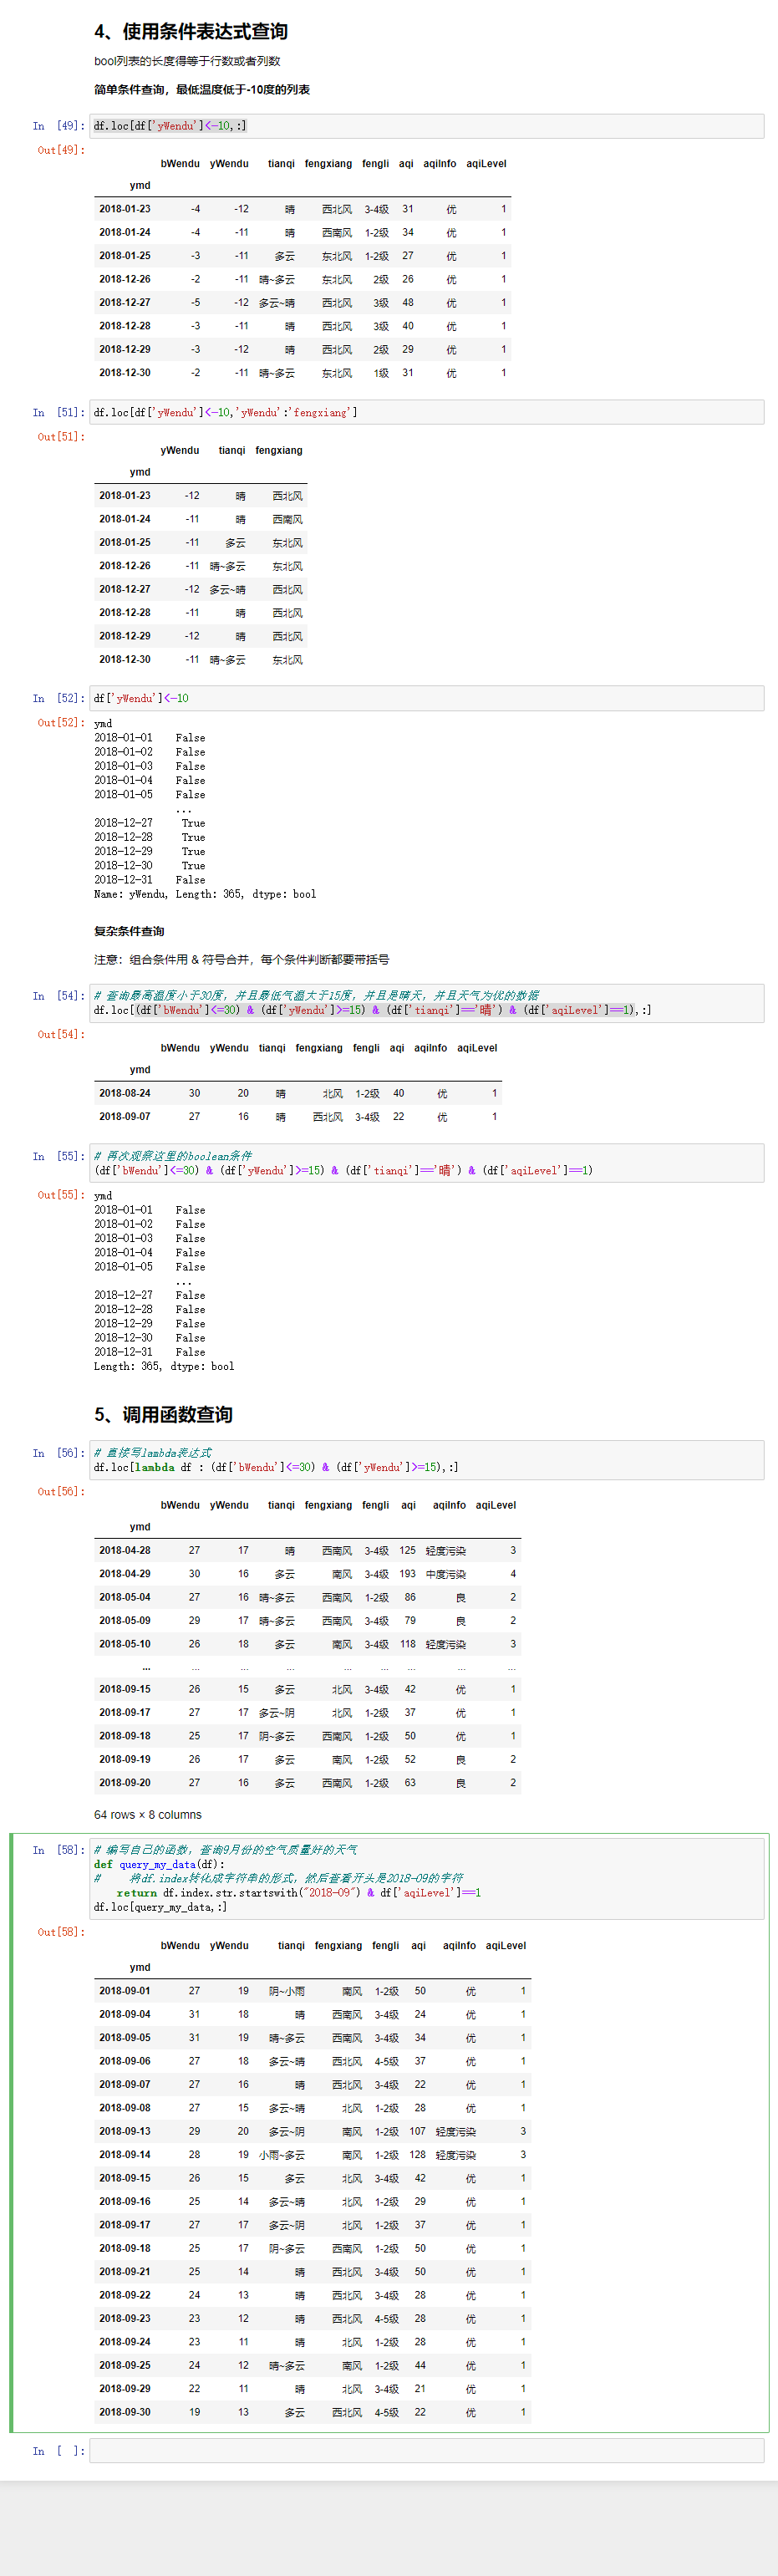 4、使用条件表达式查询
bool列表的长度得等于行数或者列数
简单条件查询，最低温度低于-10度的列表
In [49]: df.loc[df['yWendu']<-10,:]
Out[49]:
bWendu yWendu tianqi fengxiang fengli aqi aqiInfo aqiLevel
ymd
2018-01-23 -4 -12 晴 西北风 3-4级 31 优 1
2018-01-24 -4 -11 晴 西南风 1-2级 34 优 1
2018-01-25 -3 -11 多云 东北风 1-2级 27 优 1
2018-12-26 -2 -11 晴~多云 东北风 2级 26 优 1
2018-12-27 -5 -12 多云~晴 西北风 3级 48 优 1
2018-12-28 -3 -11 晴 西北风 3级 40 优 1
2018-12-29 -3 -12 晴 西北风 2级 29 优 1
2018-12-30 -2 -11 晴~多云 东北风 1级 31 优 1
In [51]: df.loc[df['yWendu']<-10,'yWendu':'fengxiang']
Out[51]:
yWendu tianqi fengxiang
ymd
2018-01-23 -12 晴 西北风
2018-01-24 -11 晴 西南风
2018-01-25 -11 多云 东北风
2018-12-26 -11 晴~多云 东北风
2018-12-27 -12 多云~晴 西北风
2018-12-28 -11 晴 西北风
2018-12-29 -12 晴 西北风
2018-12-30 -11 晴~多云 东北风
In [52]: df['yWendu']<-10
Out[52]: ymd
2018-01-01 False
2018-01-02 False
2018-01-03 False
2018-01-04 False
2018-01-05 False
...
2018-12-27 True
2018-12-28 True
2018-12-29 True
2018-12-30 True
2018-12-31 False
Name: yWendu, Length: 365, dtype: bool
复杂条件查询
注意：组合条件用 & 符号合并，每个条件判断都要带括号
In [54]: # 查询最高温度小于30度，并且最低气温大于15度，并且是晴天，并且天气为优的数据
df.loc[(df['bWendu']<=30) & (df['yWendu']>=15) & (df['tianqi']=='晴') & (df['aqiLevel']==1),:]
Out[54]:
bWendu yWendu tianqi fengxiang fengli aqi aqiInfo aqiLevel
ymd
2018-08-24 30 20 晴 北风 1-2级 40 优 1
2018-09-07 27 16 晴 西北风 3-4级 22 优 1
In [55]: # 再次观察这里的boolean条件
(df['bWendu']<=30) & (df['yWendu']>=15) & (df['tianqi']=='晴') & (df['aqiLevel']==1)
Out[55]: ymd
2018-01-01 False
2018-01-02 False
2018-01-03 False
2018-01-04 False
2018-01-05 False
...
2018-12-27 False
2018-12-28 False
2018-12-29 False
2018-12-30 False
2018-12-31 False
Length: 365, dtype: bool
5、调用函数查询
In [56]: # 直接写lambda表达式
df.loc[lambda df : (df['bWendu']<=30) & (df['yWendu']>=15),:]
Out[56]:
bWendu yWendu tianqi fengxiang fengli aqi aqiInfo aqiLevel
ymd
2018-04-28 27 17 晴 西南风 3-4级 125 轻度污染 3
2018-04-29 30 16 多云 南风 3-4级 193 中度污染 4
2018-05-04 27 16 晴~多云 西南风 1-2级 86 良 2
2018-05-09 29 17 晴~多云 西南风 3-4级 79 良 2
2018-05-10 26 18 多云 南风 3-4级 118 轻度污染 3
... ... ... ... ... ... ... ... ...
2018-09-15 26 15 多云 北风 3-4级 42 优 1
2018-09-17 27 17 多云~阴 北风 1-2级 37 优 1
2018-09-18 25 17 阴~多云 西南风 1-2级 50 优 1
2018-09-19 26 17 多云 南风 1-2级 52 良 2
2018-09-20 27 16 多云 西南风 1-2级 63 良 2
64 rows × 8 columns
In [58]: # 编写自己的函数，查询9月份的空气质量好的天气
def query_my_data(df):
# 将df.index转化成字符串的形式，然后查看开头是2018-09的字符
return df.index.str.startswith("2018-09") & df['aqiLevel']==1
df.loc[query_my_data,:]
Out[58]:
bWendu yWendu tianqi fengxiang fengli aqi aqiInfo aqiLevel
ymd
2018-09-01 27 19 阴~小雨 南风 1-2级 50 优 1
2018-09-04 31 18 晴 西南风 3-4级 24 优 1
2018-09-05 31 19 晴~多云 西南风 3-4级 34 优 1
2018-09-06 27 18 多云~晴 西北风 4-5级 37 优 1
2018-09-07 27 16 晴 西北风 3-4级 22 优 1
2018-09-08 27 15 多云~晴 北风 1-2级 28 优 1
2018-09-13 29 20 多云~阴 南风 1-2级 107 轻度污染 3
2018-09-14 28 19 小雨~多云 南风 1-2级 128 轻度污染 3
2018-09-15 26 15 多云 北风 3-4级 42 优 1
2018-09-16 25 14 多云~晴 北风 1-2级 29 优 1
2018-09-17 27 17 多云~阴 北风 1-2级 37 优 1
2018-09-18 25 17 阴~多云 西南风 1-2级 50 优 1
2018-09-21 25 14 晴 西北风 3-4级 50 优 1
2018-09-22 24 13 晴 西北风 3-4级 28 优 1
2018-09-23 23 12 晴 西北风 4-5级 28 优 1
2018-09-24 23 11 晴 北风 1-2级 28 优 1
2018-09-25 24 12 晴~多云 南风 1-2级 44 优 1
2018-09-29 22 11 晴 北风 3-4级 21 优 1
2018-09-30 19 13 多云 西北风 4-5级 22 优 1
In [ ]: